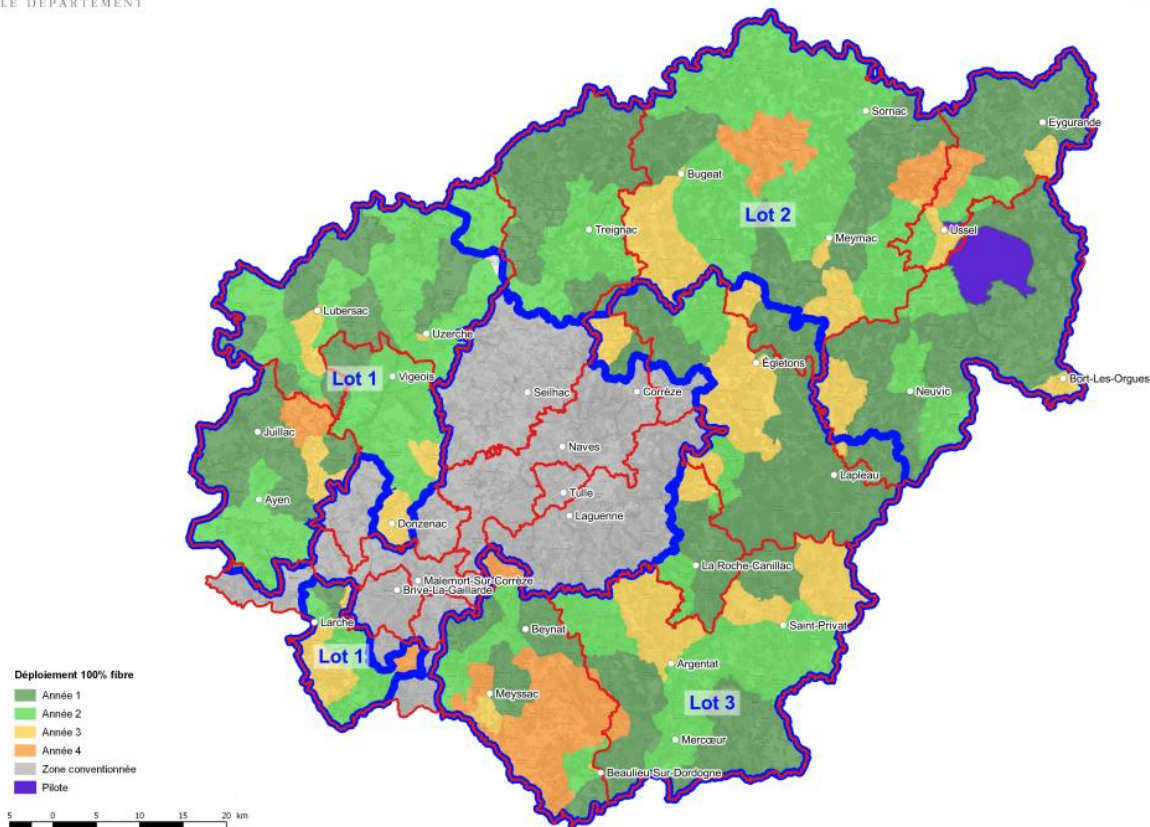 LE DÉPARTEMENT
Sornac
Eygurande
Bugeat
Lot 2
Treignac
Ussel
Meymac
Lubersac
Uzerche
Égletons
Lot 1
Vigeois
Bort-Les-Orgues
Seilhac
Corrèze
Neuvic
Juillac
Naves
Lapleau
Ayen
Tulle
Laguenne
Donzenac
La Roche-Canillac
Malemort-Sur-Corrèze
Brive-La-Gaillarde
Larche
Beynat
Saint-Privat
Lot 1
Argentat
Meyssac
Lot 3
Mercœur
Beaulieu-Sur-Dordogne
Déploiement 100% fibre
Année 1
Année 2
Année 3
Année 4
Zone conventionnée
Pilote
5 0 5 10 15 20 km